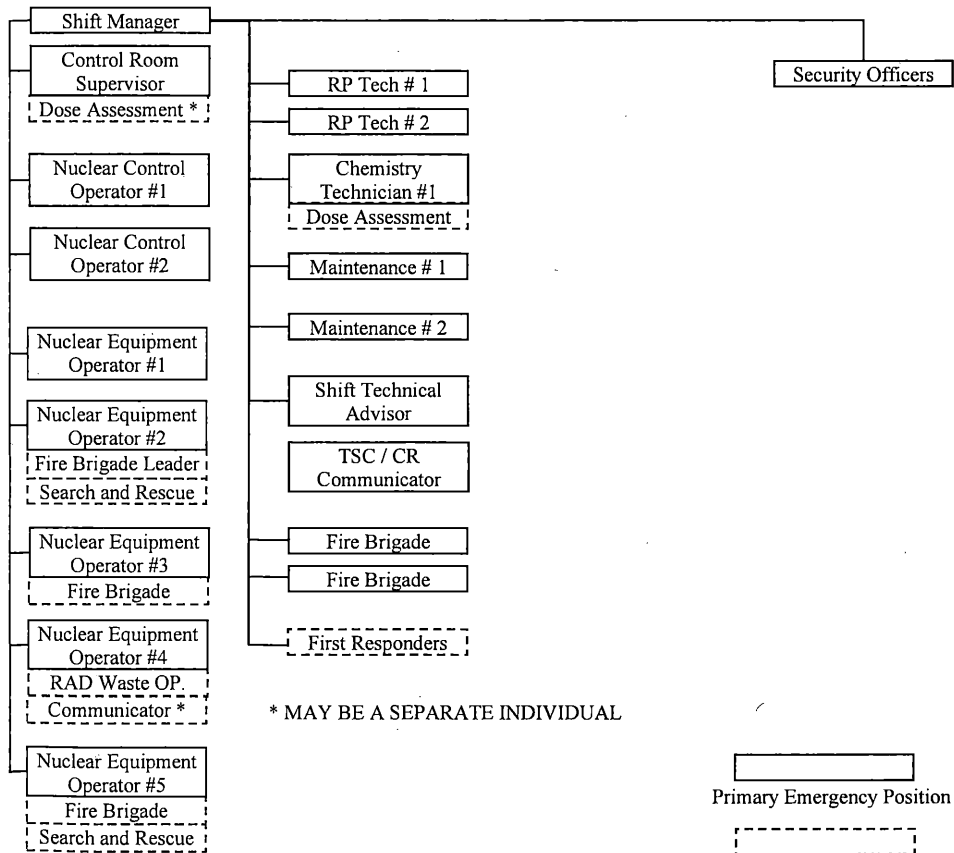 Shift Manager
Control Room
Supervisor
Dose Assessment *
Nuclear Control
Operator #1
Nuclear Control
Operator #2
Nuclear Equipment
Operator #1
Nuclear Equipment
Operator #2
Fire Brigade Leader
Search and Rescue
Nuclear Equipment
Operator #3
Fire Brigade
Nuclear Equipment
Operator #4
RAD Waste OP.
Communicator *
Nuclear Equipment
Operator #5
Fire Brigade
Search and Rescue
RP Tech # 1
RP Tech # 2
Chemistry
Technician #1
Dose Assessment
Maintenance # 1
Maintenance # 2
Shift Technical
Advisor
TSC / CR
Communicator
Fire Brigade
Fire Brigade
First Responders
* MAY BE A SEPARATE INDIVIDUAL
Security Officers
Primary Emergency Position